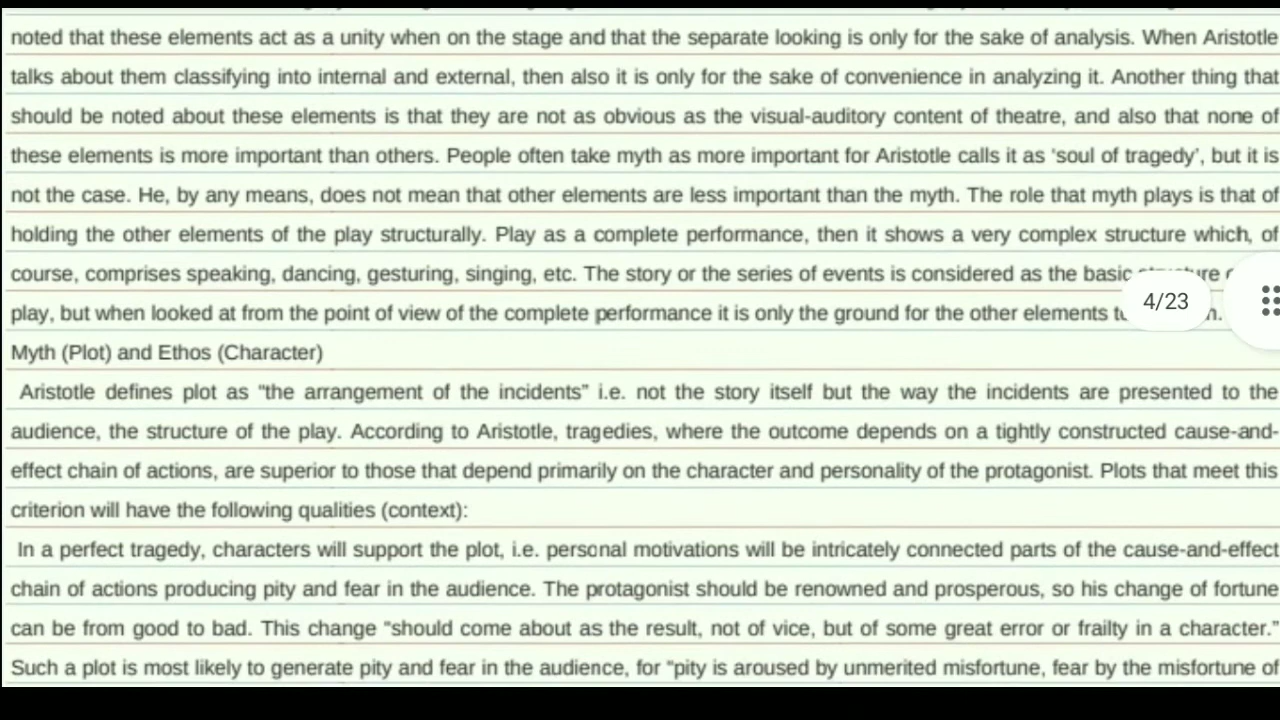 noted that these elements act as a unity when on the stage and that the separate looking is only for the sake of analysis. When Aristotle
talks about them classifying into internal and external, then also it is only for the sake of convenience in analyzing it. Another thing that
should be noted about these elements is that they are not as obvious as the visual-auditory content of theatre, and also that none of
these elements is more important than others. People often take myth as more important for Aristotle calls it as ‘soul of tragedy’, but it is
not the case. He, by any means, does not mean that other elements are less important than the myth. The role that myth plays is that of
holding the other elements of the play structurally. Play as a complete performance, then it shows a very complex structure which, of
course, comprises speaking, dancing, gesturing, singing, etc. The story or the series of events is considered as the basic
play, but when looked at from the point of view of the complete performance it is only the ground for the other elements
4/23
Myth (Plot) and Ethos (Character)
Aristotle defines plot as “the arrangement of the incidents” i.e. not the story itself but the way the incidents are presented to the
audience, the structure of the play. According to Aristotle, tragedies, where the outcome depends on a tightly constructed cause-and-
effect chain of actions, are superior to those that depend primarily on the character and personality of the protagonist. Plots that meet this
criterion will have the following qualities (context):
In a perfect tragedy, characters will support the plot, i.e. personal motivations will be intricately connected parts of the cause-and-effect
chain of actions producing pity and fear in the audience. The protagonist should be renowned and prosperous, so his change of fortune
can be from good to bad. This change “should come about as the result, not of vice, but of some great error or frailty in a character.”
Such a plot is most likely to generate pity and fear in the audience, for “pity is aroused by unmerited misfortune, fear by the misfortune of